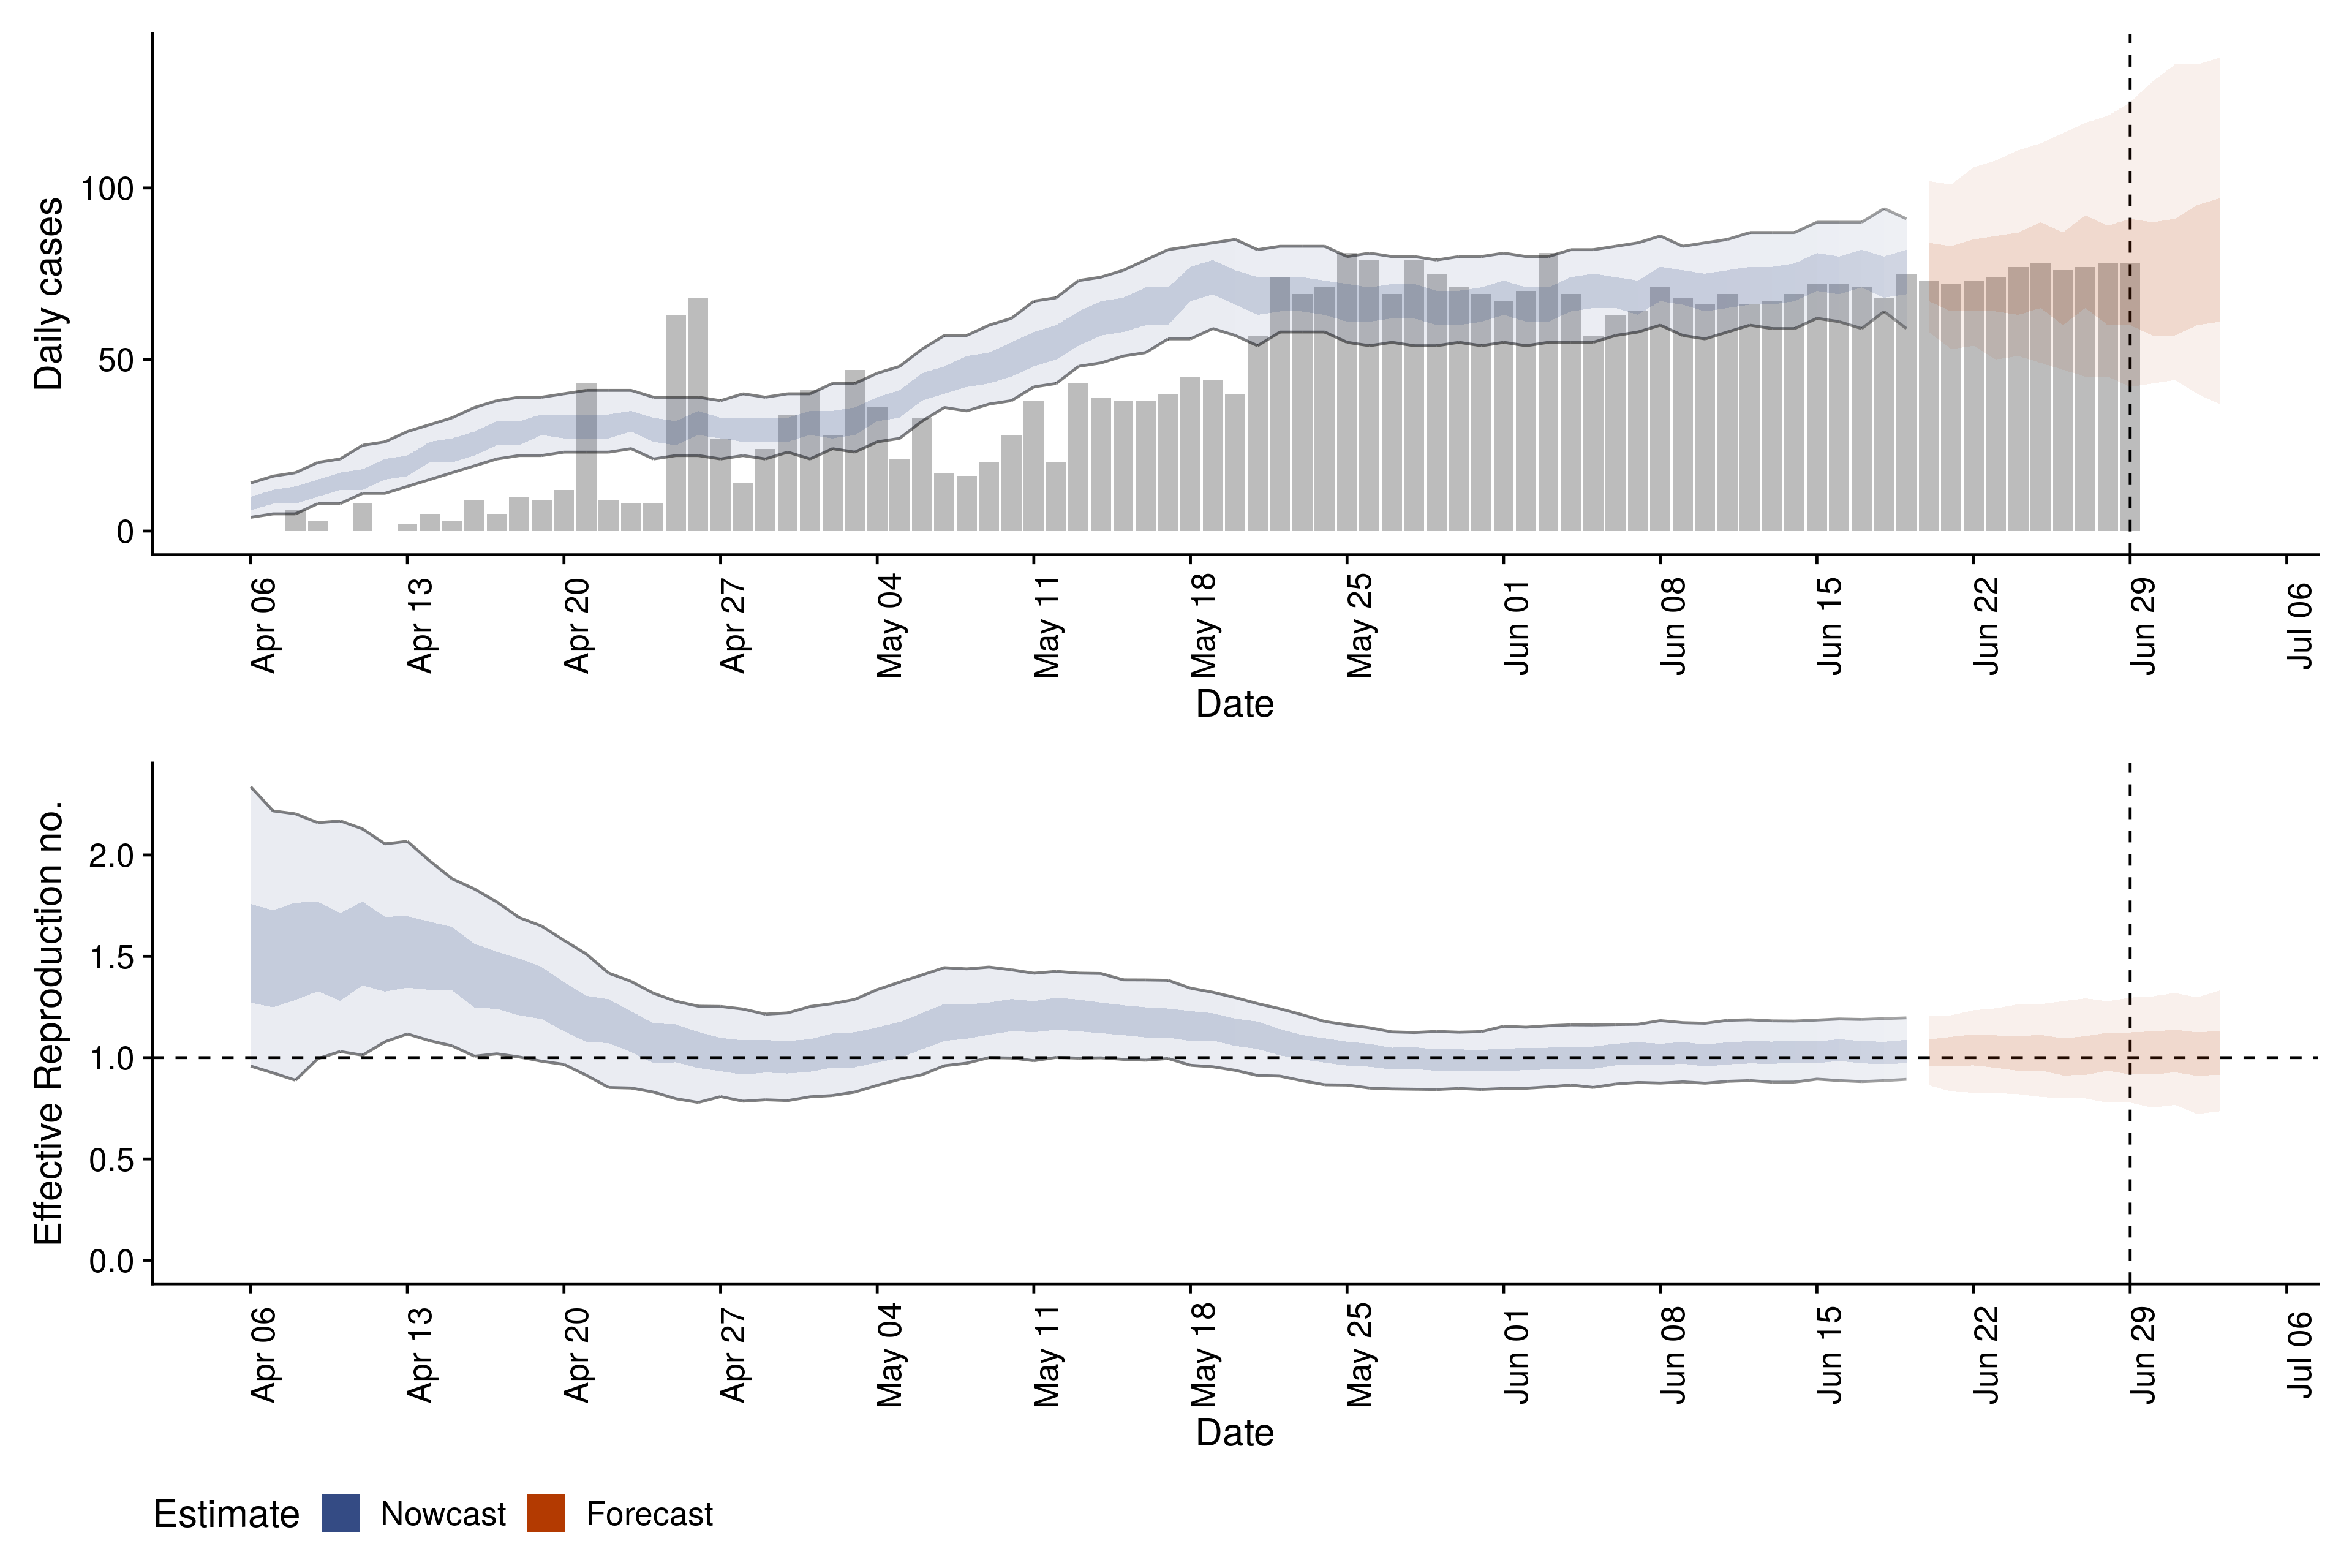 Daily cases
100
50
0
Apr 06
Apr 13
Apr 20
Apr 27
May 04
May 11
May 18
May 25
Jun 01
Jun 08
Jun 15
Jun 22
Jun 29
Jul 06
Date
Effective Reproduction no.
2.0
1.5
1.0
0.5
0.0
Apr 06
Apr 13
Apr 20
Apr 27
May 04
May 11
May 18
May 25
Jun 01
Jun 08
Jun 15
Jun 22
Jun 29
Jul 06
Date
Estimate Nowcast Forecast